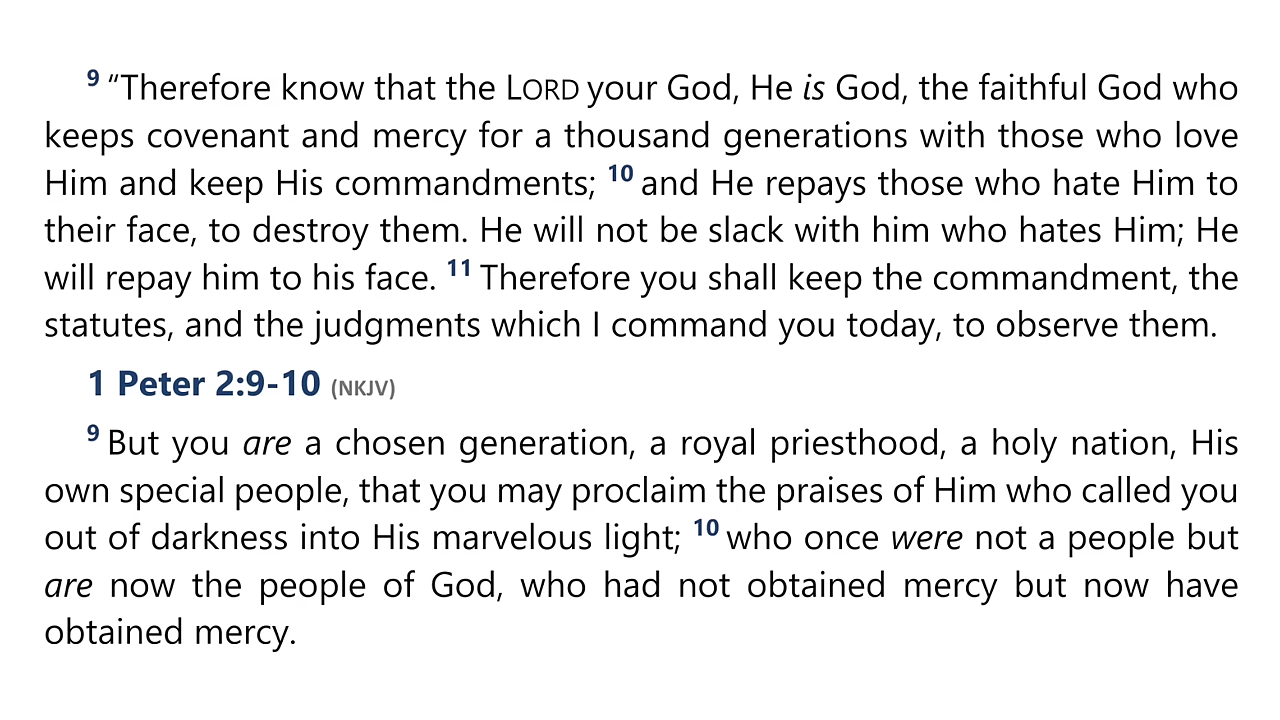 9 “Therefore know that the LORD your God, He is God, the faithful God who
keeps covenant and mercy for a thousand generations with those who love
Him and keep His commandments; 10 and He repays those who hate Him to
their face, to destroy them. He will not be slack with him who hates Him; He
will repay him to his face. 11 Therefore you shall keep the commandment, the
statutes, and the judgments which I command you today, to observe them.
1 Peter 2:9-10 (NKJV)
9 But you are a chosen generation, a royal priesthood, a holy nation, His
own special people, that you may proclaim the praises of Him who called you
out of darkness into His marvelous light; 10 who once were not a people but
are now the people of God, who had not obtained mercy but now have
obtained mercy.